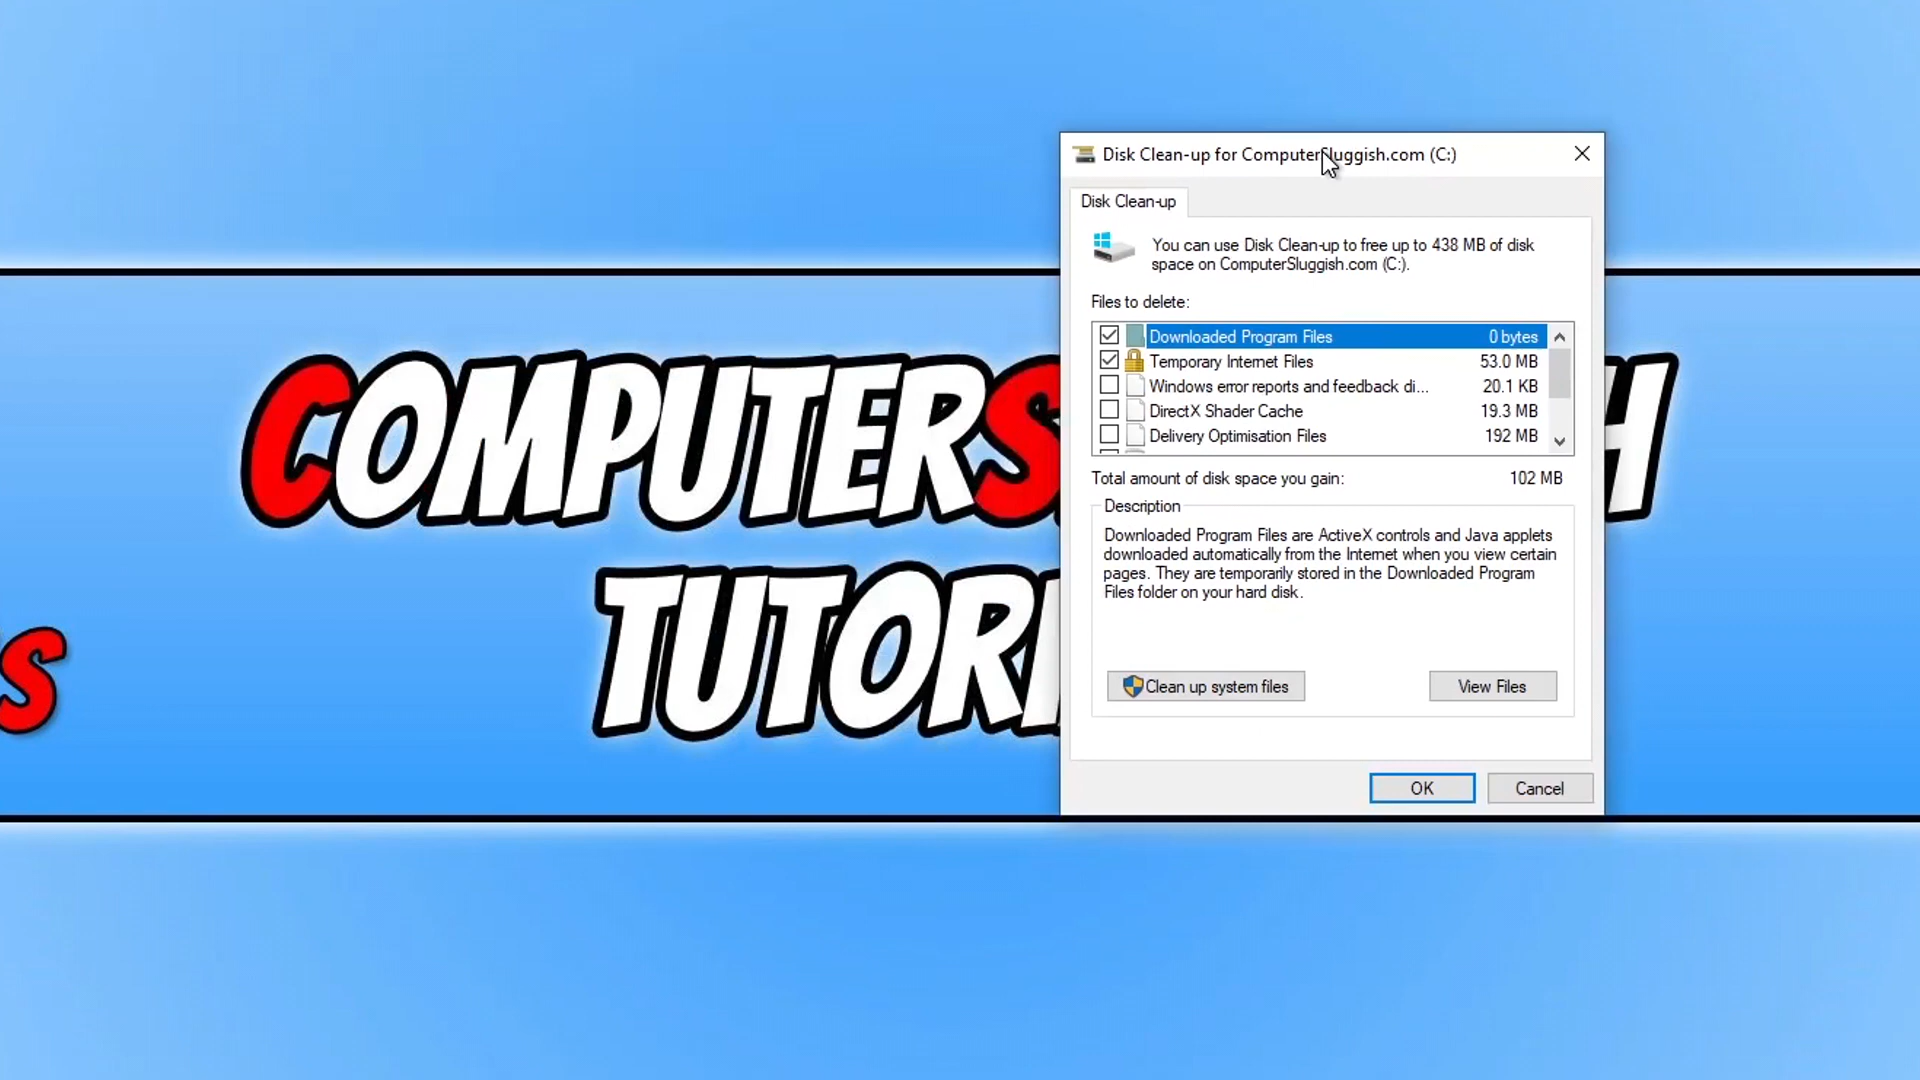 Disk Clean-up for ComputerSluggish.com (C:)
Disk Clean-up
You can use Disk Clean-up to free up to 438 MB of disk
space on ComputerSluggish.com (C:).
Files to delete:
Downloaded Program Files 0 bytes
Temporary Internet Files 53.0 MB
Windows error reports and feedback di... 20.1 KB
DirectX Shader Cache 19.3 MB
Delivery Optimisation Files 192 MB
Total amount of disk space you gain: 102 MB
Description
Downloaded Program Files are ActiveX controls and Java applets
downloaded automatically from the Internet when you view certain
pages. They are temporarily stored in the Downloaded Program
Files folder on your hard disk.
Clean up system files View Files
OK Cancel
COMPUTERS H
TUTOR
S